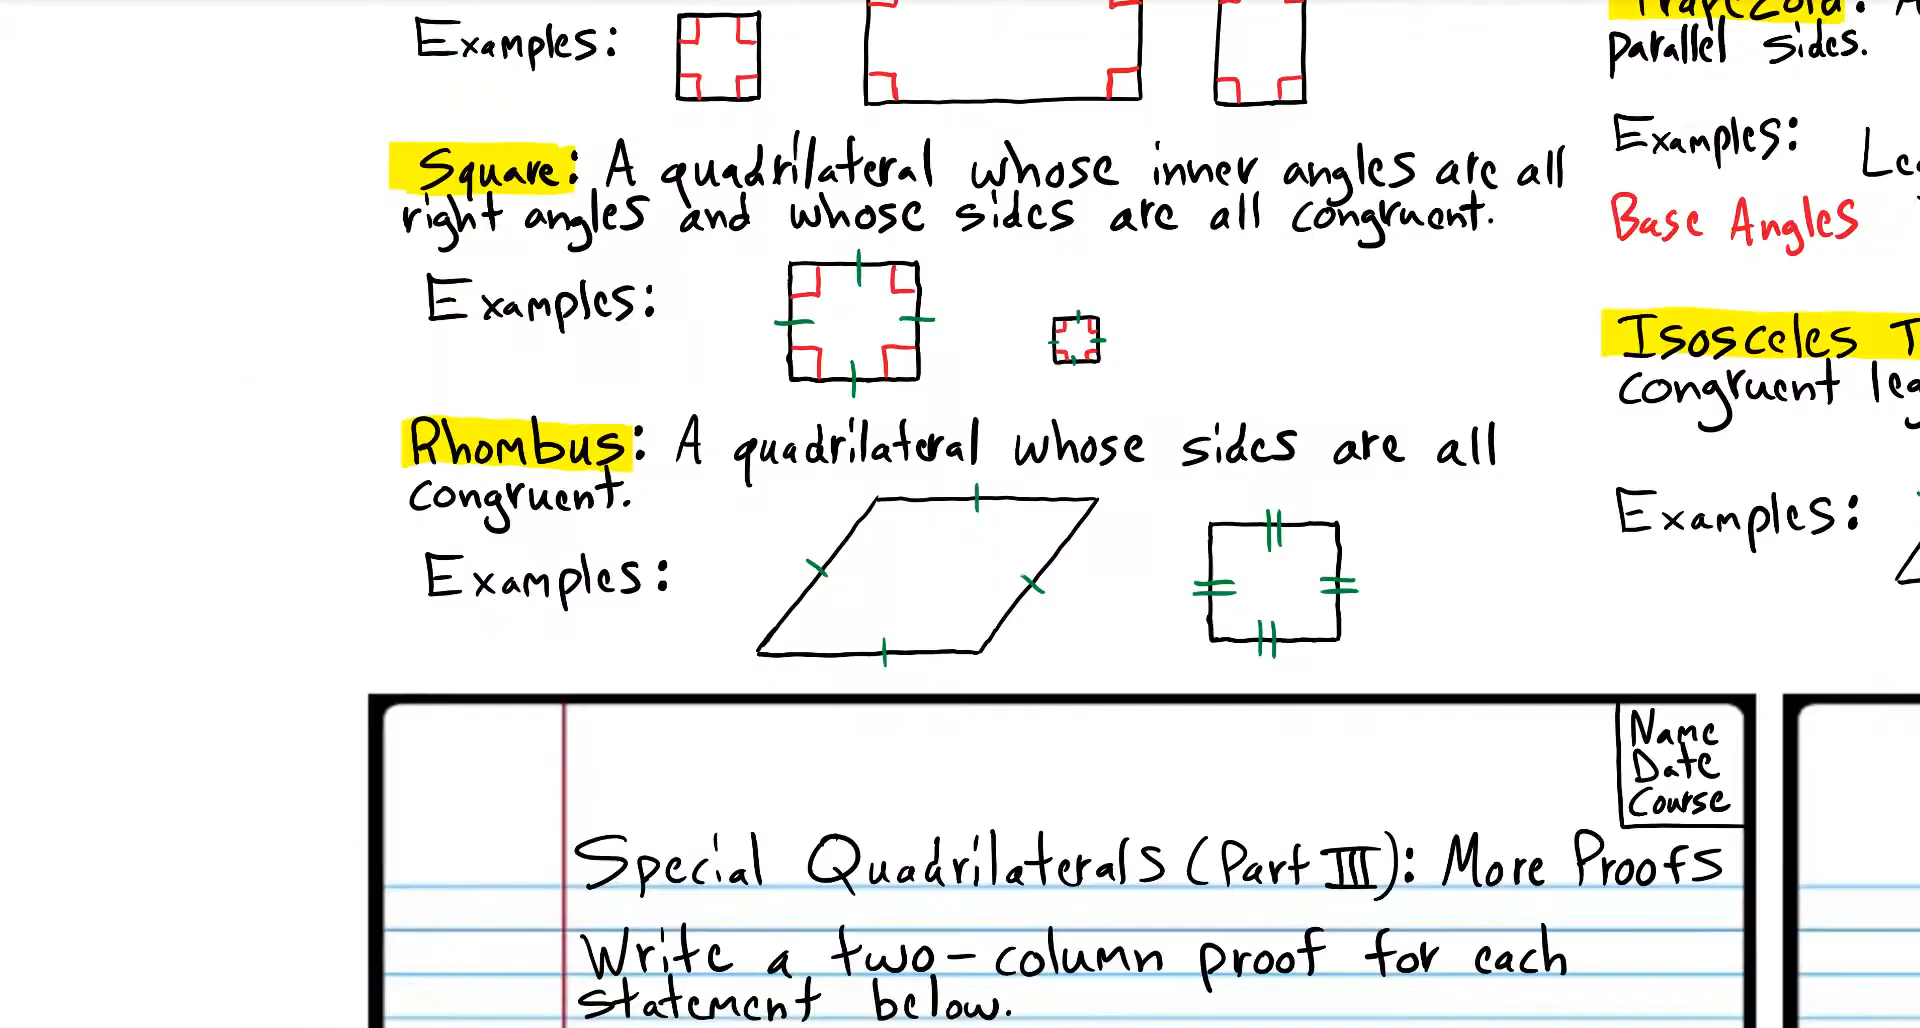 Examples:
Square: A quadrilateral whose inner angles are all
right angles and whose sides are all congruent.
Examples:
Rhombus: A quadrilateral whose sides are all
congruent.
Examples:
Trapezoid: A
parallel sides.
Examples:
Base Angles
Isosceles T
congruent leg
Examples:
Name
Date
Course
Special Quadrilaterals (Part III): More Proofs
Write a two-column proof for each
statement below.